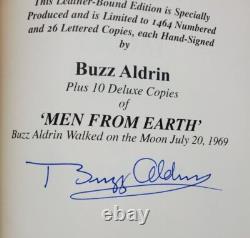 This Leather-Bound Edition is Specially
Produced and is Limited to 1464 Numbered
and 26 Lettered Copies, each Hand-Signed
by
Buzz Aldrin
Plus 10 Deluxe Copies
of
'MEN FROM EARTH'
Buzz Aldrin Walked on the Moon July 20, 1969
Buzz Aldrin